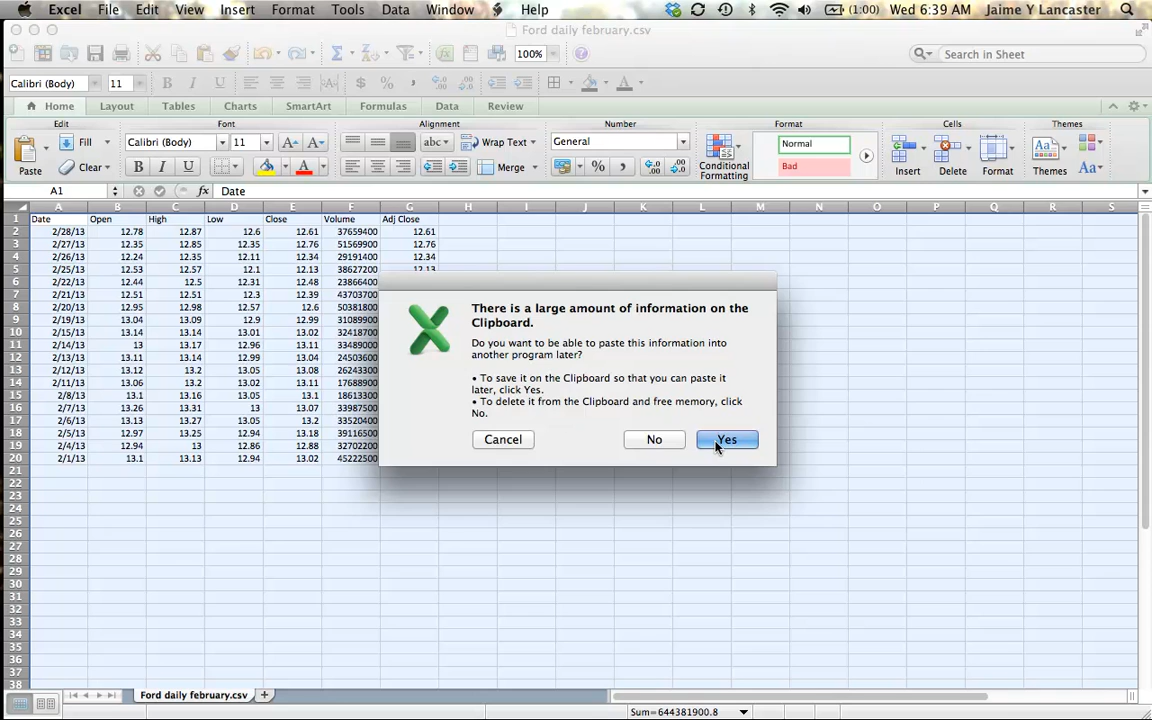 Excel File Edit View Insert Format Tools Data Window Help (1:00) Wed 6:39 AM Jaime Y Lancaster
Ford daily february.csv
100% Search in Sheet
Calibri (Body) 11 B I U
Home Layout Tables Charts SmartArt Formulas Data Review
Edit Font Alignment Number Format Cells Themes
Fill Calibri (Body) 11 abc Wrap Text General Normal
Paste Clear B I U Merge Conditional Formatting Bad Insert Delete Format Themes Aa
A1 fx Date
A B C D E F G H I J K L M N O P Q R S
1 Date Open High Low Close Volume Adj Close
2 2/28/13 12.78 12.87 12.6 12.61 37659400 12.61
3 2/27/13 12.35 12.85 12.35 12.76 51569900 12.76
4 2/26/13 12.24 12.35 12.11 12.34 29191400 12.34
5 2/25/13 12.53 12.57 12.1 12.13 38627200 12.13
6 2/22/13 12.44 12.5 12.31 12.48 23866400
7 2/21/13 12.51 12.51 12.3 12.39 43703700
8 2/20/13 12.95 12.98 12.57 12.6 50381800
9 2/19/13 13.04 13.09 12.9 12.99 31089900
10 2/15/13 13.14 13.14 13.01 13.02 32418700
11 2/14/13 13 13.17 12.96 13.11 33489000
12 2/13/13 13.11 13.14 12.99 13.04 24503600
13 2/12/13 13.12 13.2 13.05 13.08 26243300
14 2/11/13 13.06 13.2 13.02 13.11 17688900
15 2/8/13 13.1 13.16 13.05 13.1 18613300
16 2/7/13 13.26 13.31 13 13.07 33987500
17 2/6/13 13.13 13.27 13.05 13.2 33520400
18 2/5/13 12.97 13.25 12.94 13.18 39116500
19 2/4/13 12.94 13 12.86 12.88 32702200
20 2/1/13 13.1 13.13 12.94 13.02 45222500
21
22
23
24
25
26
27
28
29
30
31
32
33
34
35
36
37
38
There is a large amount of information on the
Clipboard.
Do you want to be able to paste this information into
another program later?
• To save it on the Clipboard so that you can paste it
later, click Yes.
• To delete it from the Clipboard and free memory, click
No.
Cancel No Yes
Ford daily february.csv
Sum=644381900.8